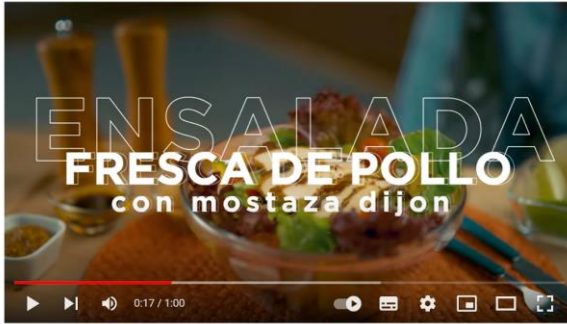 ENSALADA
FRESCA DE POLLO
con mostaza dijon
0:17 / 1:00